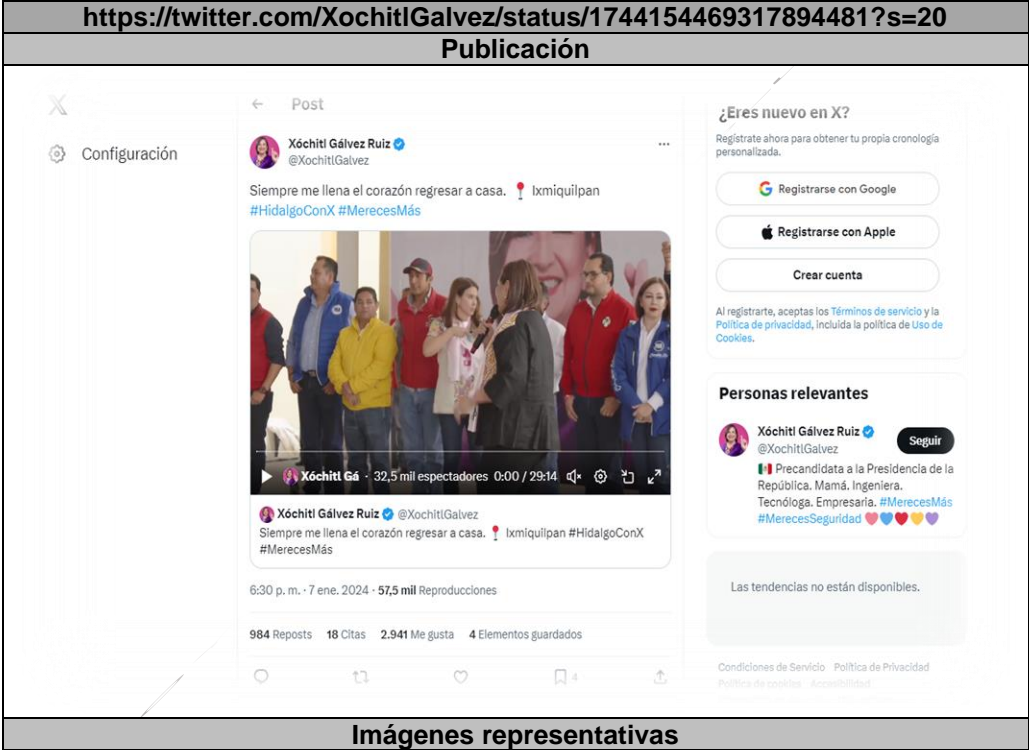 https://twitter.com/XochitlGalvez/status/1744154469317894481?s=20
Publicación
Post
Configuración
Xóchitl Gálvez Ruiz
@XochitlGalvez
Siempre me llena el corazón regresar a casa. 📍 Ixmiquilpan
#HidalgoConX #MerecesMás
Xóchitl Gá · 32,5 mil espectadores 0:00 / 29:14
Xóchitl Gálvez Ruiz @XochitlGalvez
Siempre me llena el corazón regresar a casa. 📍 Ixmiquilpan #HidalgoConX
#MerecesMás
6:30 p. m. · 7 ene. 2024 · 57,5 mil Reproducciones
984 Reposts 18 Citas 2.941 Me gusta 4 Elementos guardados
4
¿Eres nuevo en X?
Regístrate ahora para obtener tu propia cronología
personalizada.
Registrarse con Google
Registrarse con Apple
Crear cuenta
Al registrarte, aceptas los Términos de servicio y la
Política de privacidad, incluida la política de Uso de
Cookies.
Personas relevantes
Xóchitl Gálvez Ruiz
@XochitlGalvez
Seguir
🇲🇽 Precandidata a la Presidencia de la
República. Mamá. Ingeniera.
Tecnóloga. Empresaria. #MerecesMás
#MerecesSeguridad 🩷💙❤️💛💜
Las tendencias no están disponibles.
Condiciones de Servicio Política de Privacidad
Política de cookies Accesibilidad
Imágenes representativas